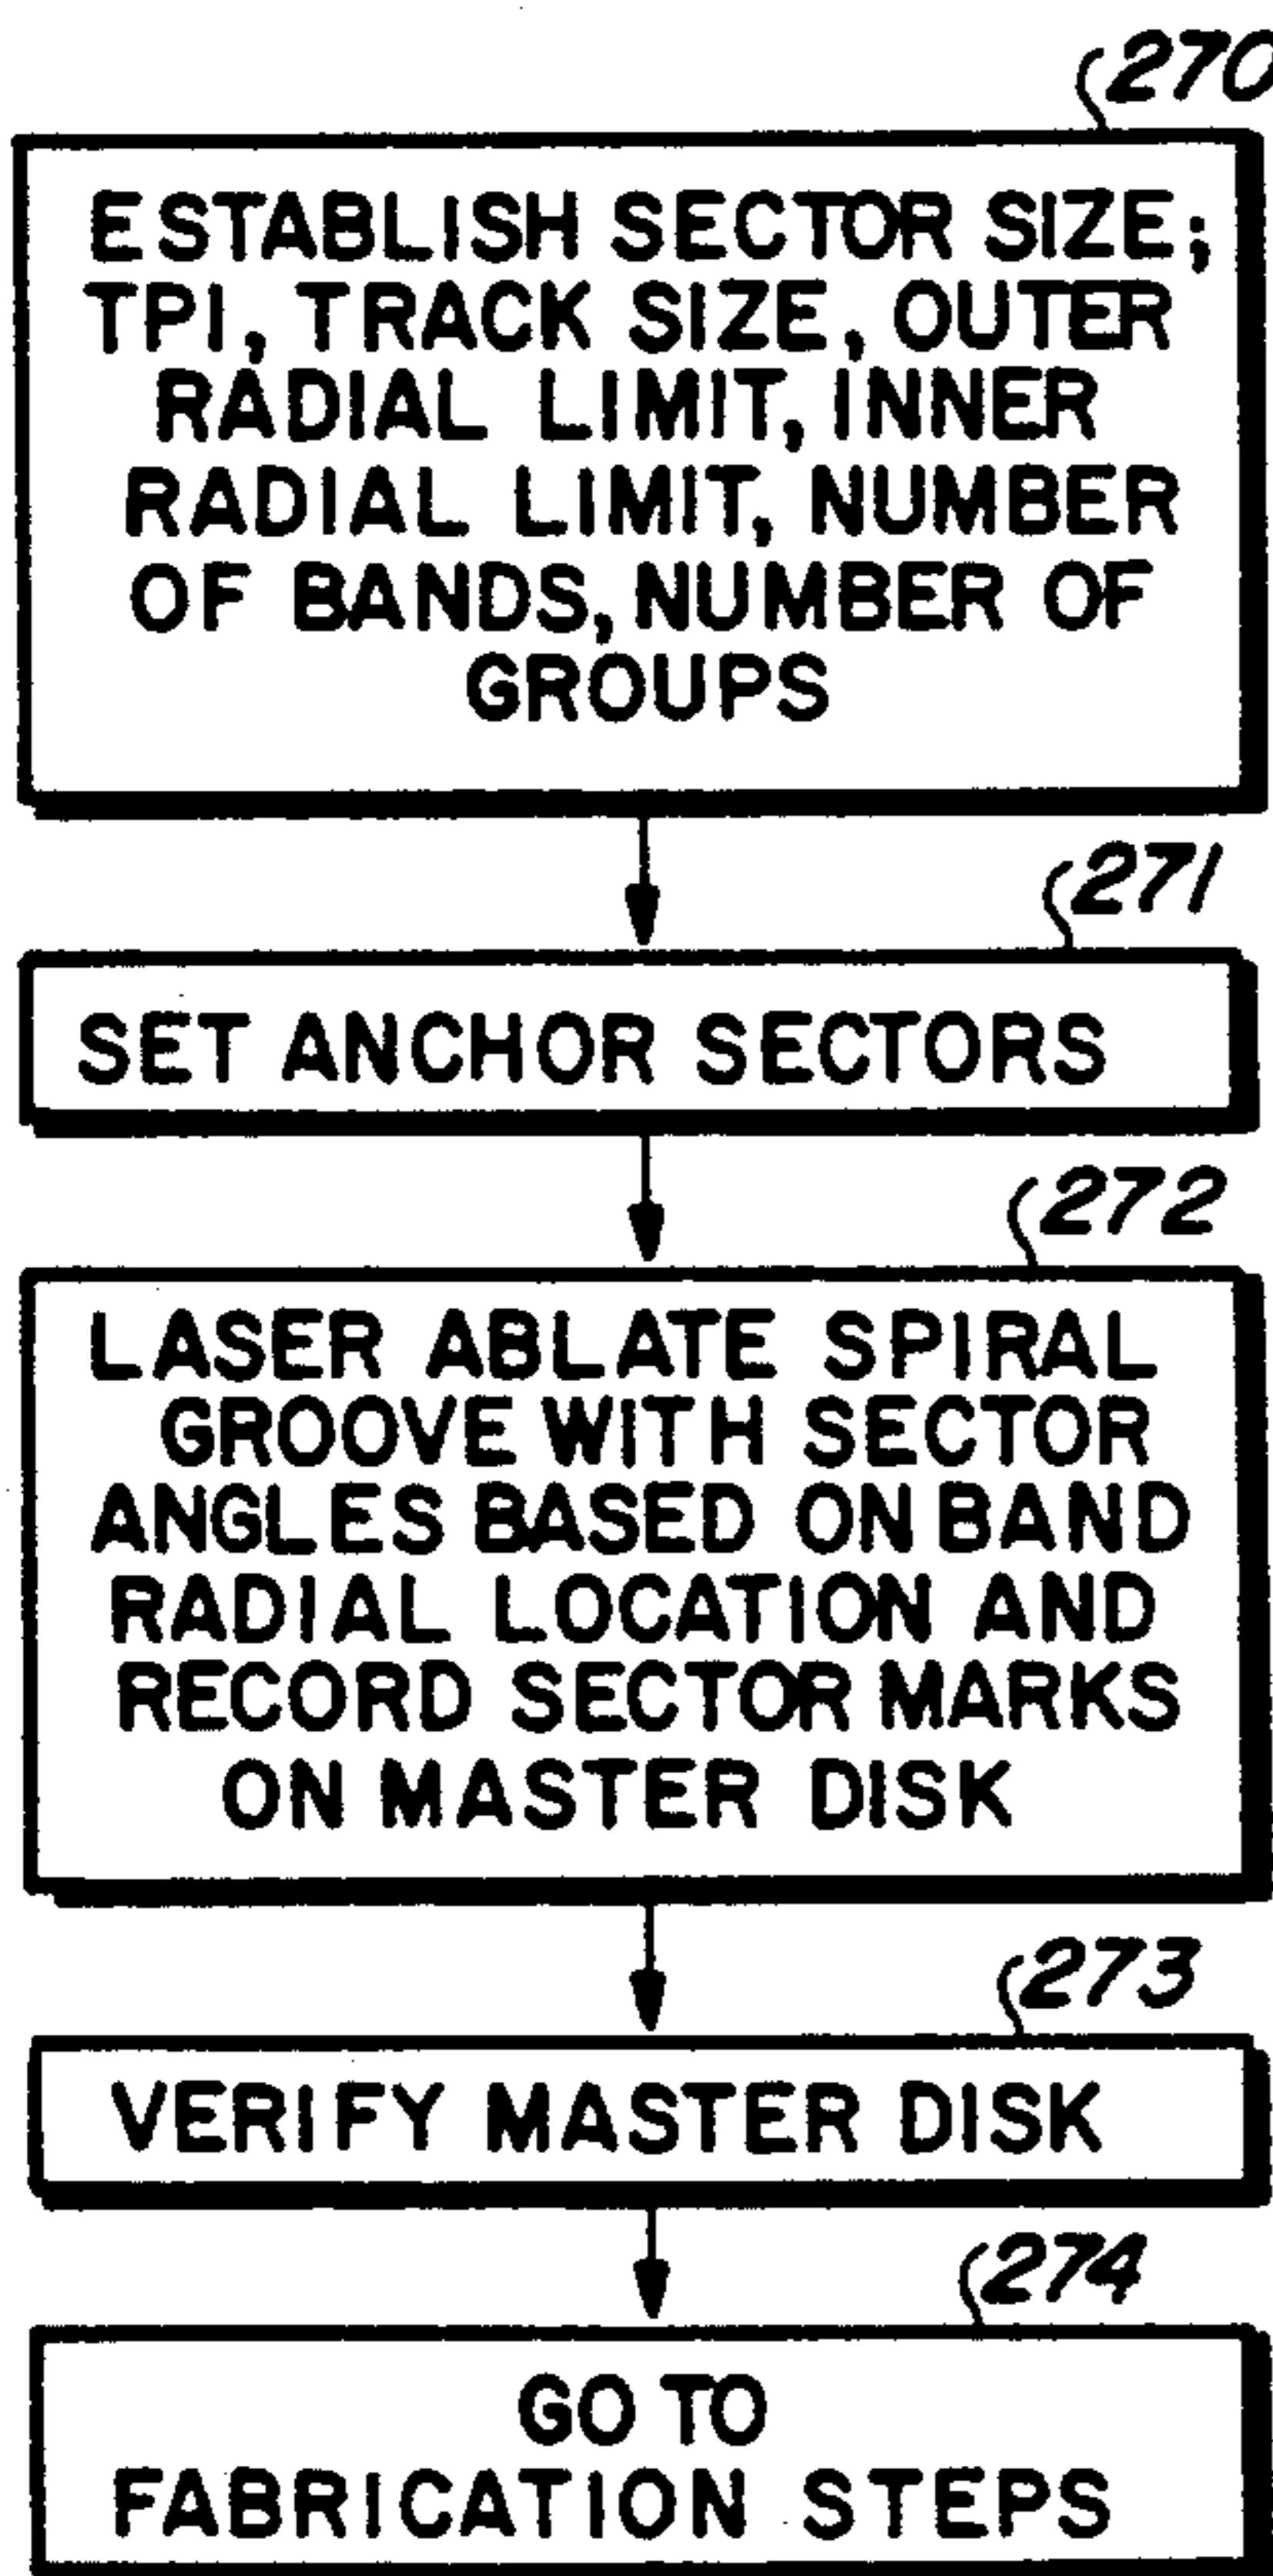 270
ESTABLISH SECTOR SIZE;
TPI, TRACK SIZE, OUTER
RADIAL LIMIT, INNER
RADIAL LIMIT, NUMBER
OF BANDS, NUMBER OF
GROUPS
271
SET ANCHOR SECTORS
272
LASER ABLATE SPIRAL
GROOVE WITH SECTOR
ANGLES BASED ON BAND
RADIAL LOCATION AND
RECORD SECTOR MARKS
ON MASTER DISK
273
VERIFY MASTER DISK
274
GO TO
FABRICATION STEPS